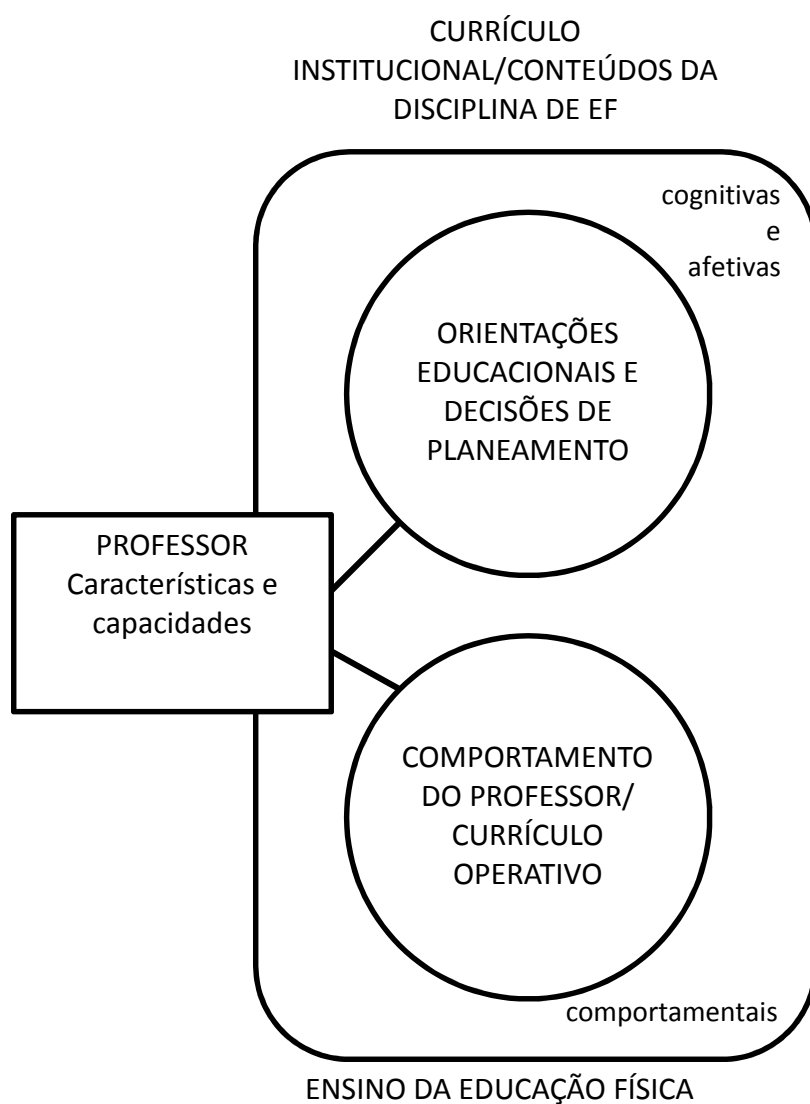 CURRÍCULO
INSTITUCIONAL/CONTEÚDOS DA
DISCIPLINA DE EF
cognitivas
e
afetivas
ORIENTAÇÕES
EDUCACIONAIS E
DECISÕES DE
PLANEAMENTO
PROFESSOR
Características e
capacidades
COMPORTAMENTO
DO PROFESSOR/
CURRÍCULO
OPERATIVO
comportamentais
ENSINO DA EDUCAÇÃO FÍSICA